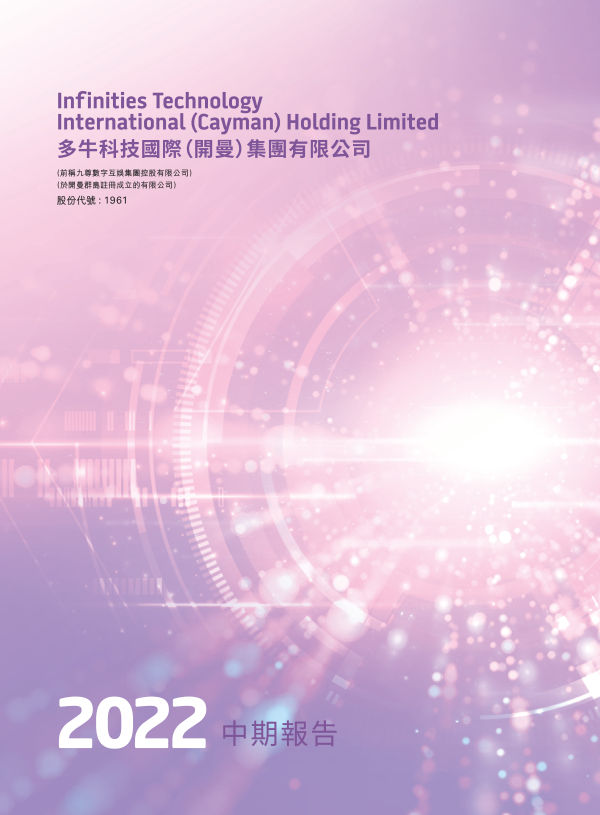 Infinities Technology
International (Cayman) Holding Limited
多牛科技國際（開曼）集團有限公司
（前稱九尊數字互娛集團控股有限公司）
（於開曼群島註冊成立的有限公司）
股份代號：1961
2022 中期報告